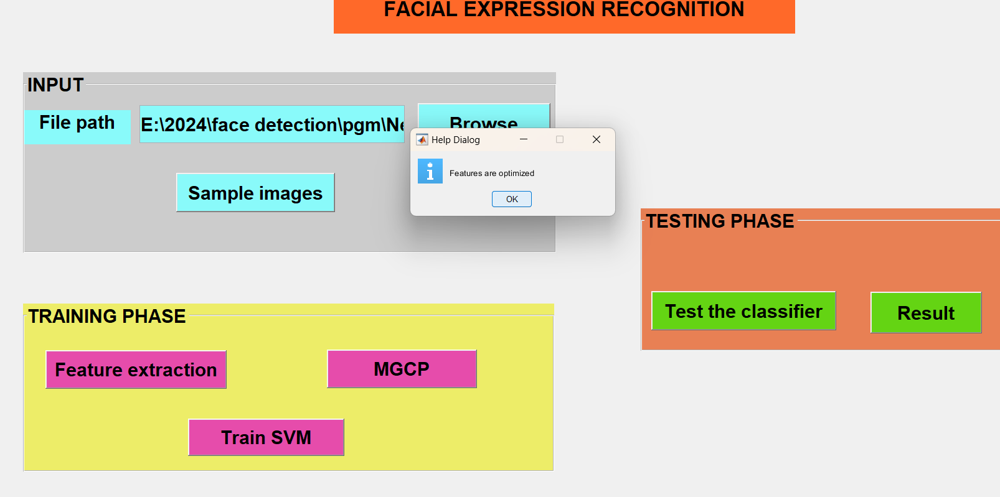 FACIAL EXPRESSION RECOGNITION
INPUT
File path
E:\2024\face detection\pgm\Ne
Browse
Help Dialog
Features are optimized
OK
Sample images
TESTING PHASE
Test the classifier
Result
TRAINING PHASE
Feature extraction
MGCP
Train SVM